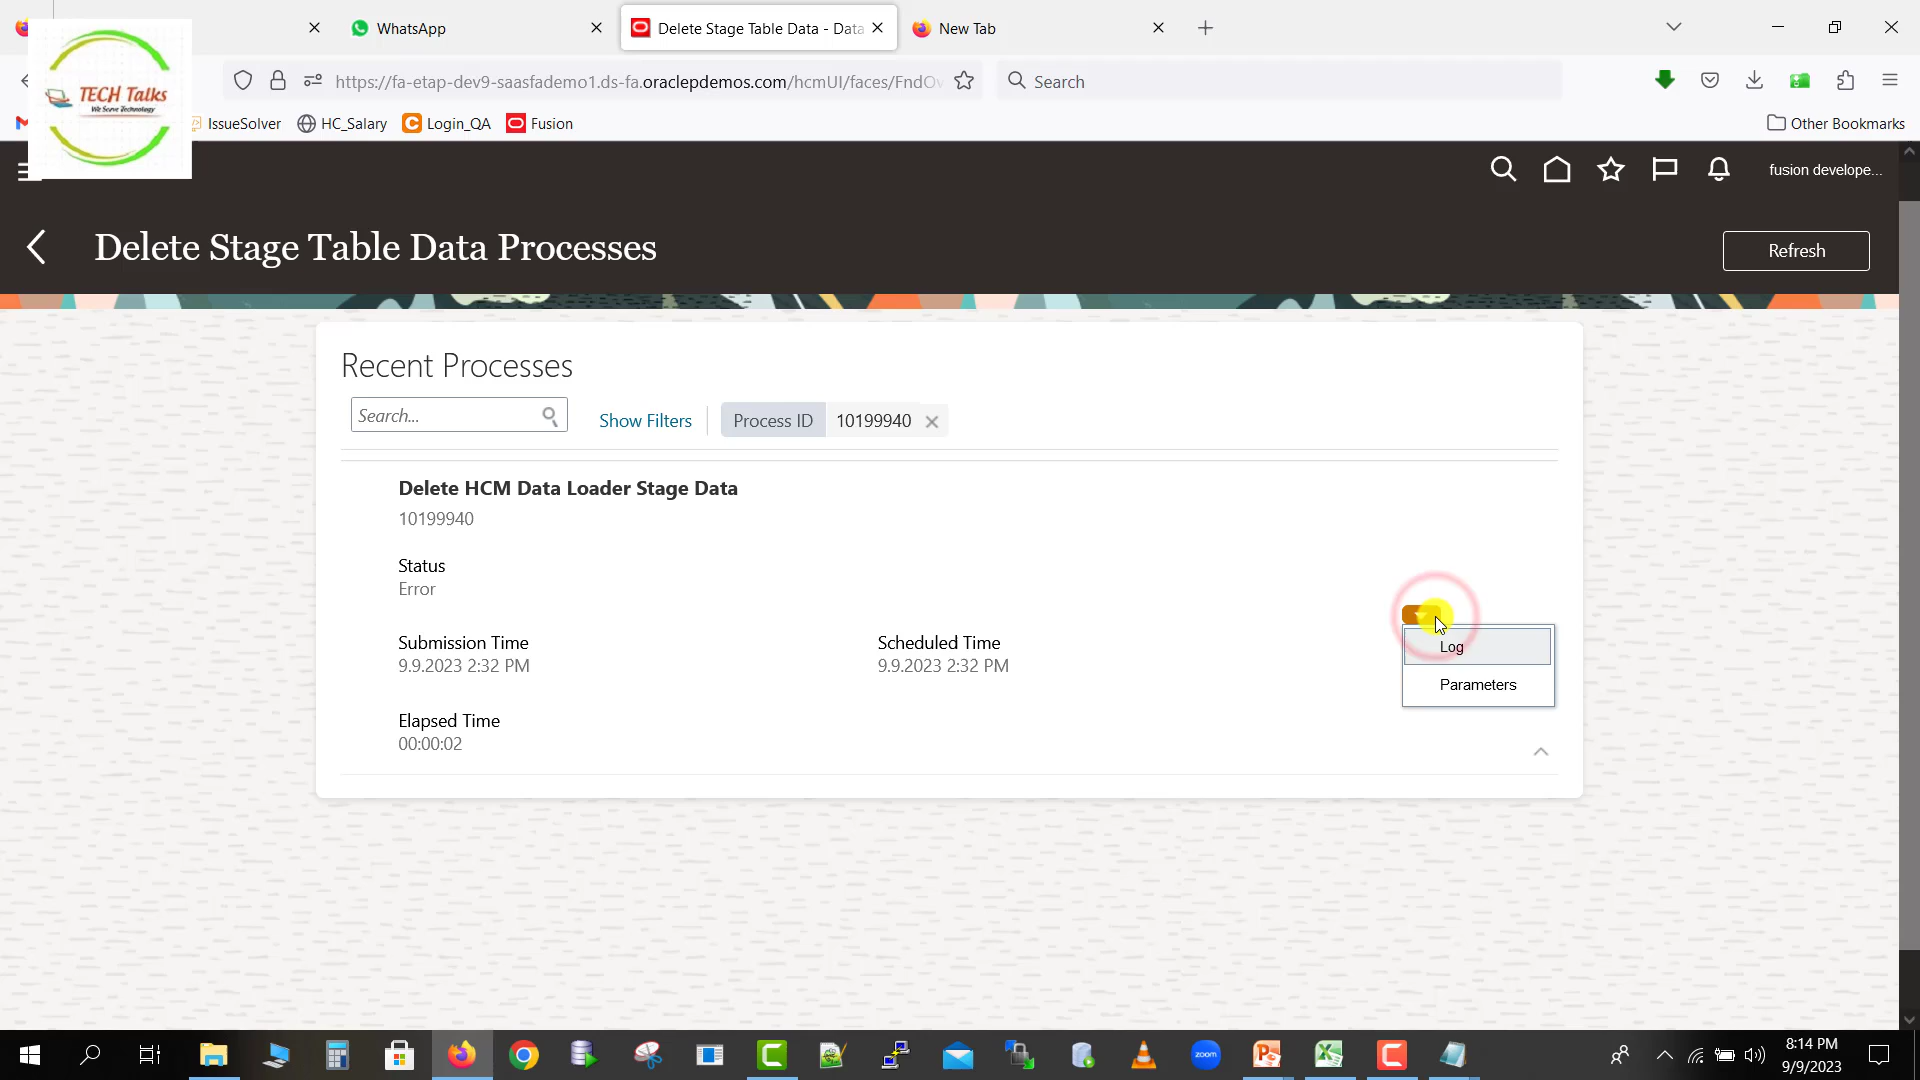 WhatsApp
Delete Stage Table Data - Data
New Tab
https://fa-etap-dev9-saasfademo1.ds-fa.oraclepdemos.com/hcmUI/faces/FndOv
Search
TECH Talks
We Serve Technology
IssueSolver
HC_Salary
Login_QA
Fusion
Other Bookmarks
fusion develope...
Delete Stage Table Data Processes
Refresh
Recent Processes
Search...
Show Filters
Process ID
10199940
Delete HCM Data Loader Stage Data
10199940
Status
Error
Submission Time
9.9.2023 2:32 PM
Scheduled Time
9.9.2023 2:32 PM
Log
Parameters
Elapsed Time
00:00:02
zoom
8:14 PM
9/9/2023